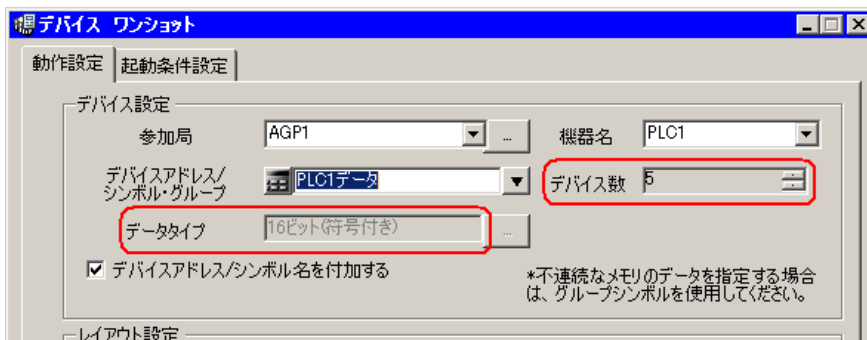 デバイス ワンショット
動作設定 起動条件設定
デバイス設定
参加局 AGP1 ... 機器名 PLC1
デバイスアドレス/
シンボル・グループ PLC1データ デバイス数 5
データタイプ 16ビット(符号付き) ...
デバイスアドレス/シンボル名を付加する
*不連続なメモリのデータを指定する場合
は、グループシンボルを使用してください。
レイアウト設定